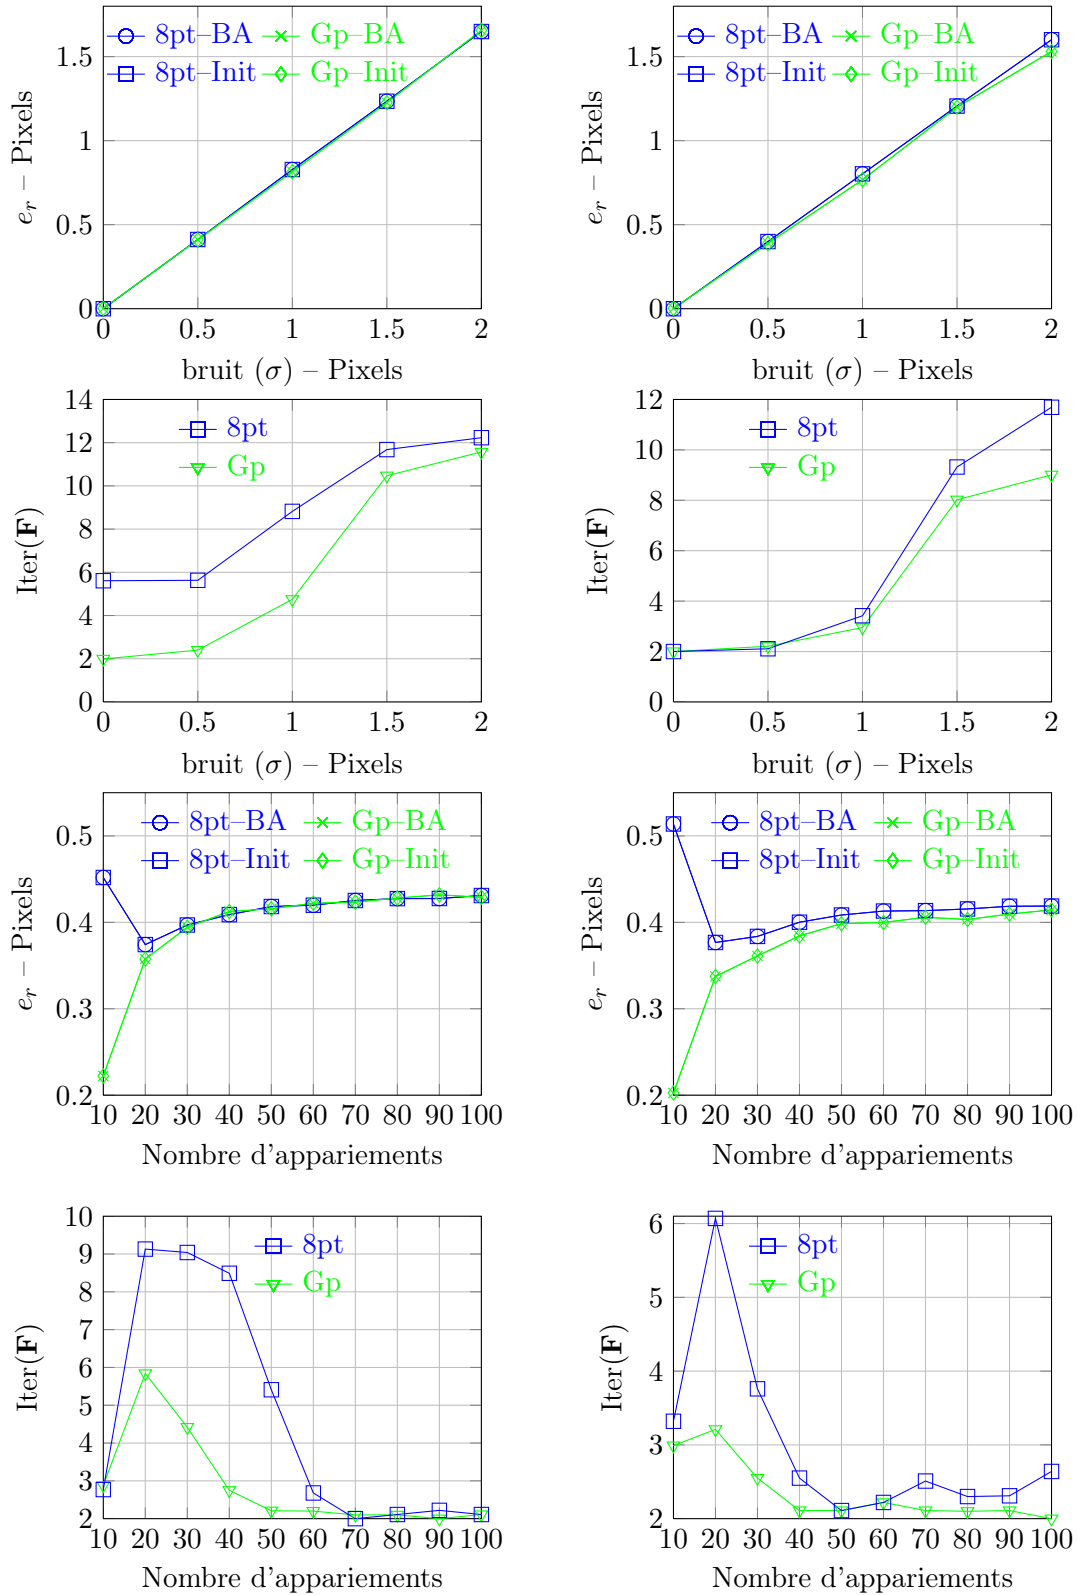 8pt–BA Gp–BA
8pt–Init Gp–Init
1.5
1
0.5
0
0 0.5 1 1.5 2
e_r – Pixels
bruit (σ) – Pixels
8pt–BA Gp–BA
8pt–Init Gp–Init
1.5
1
0.5
0
0 0.5 1 1.5 2
e_r – Pixels
bruit (σ) – Pixels
8pt
Gp
14
12
10
8
6
4
2
0
0 0.5 1 1.5 2
Iter(F)
bruit (σ) – Pixels
8pt
Gp
12
10
8
6
4
2
0
0 0.5 1 1.5 2
Iter(F)
bruit (σ) – Pixels
8pt–BA Gp–BA
8pt–Init Gp–Init
0.5
0.4
0.3
0.2
10 20 30 40 50 60 70 80 90 100
e_r – Pixels
Nombre d'appariements
8pt–BA Gp–BA
8pt–Init Gp–Init
0.5
0.4
0.3
0.2
10 20 30 40 50 60 70 80 90 100
e_r – Pixels
Nombre d'appariements
8pt
Gp
10
9
8
7
6
5
4
3
2
10 20 30 40 50 60 70 80 90 100
Iter(F)
Nombre d'appariements
8pt
Gp
6
5
4
3
2
10 20 30 40 50 60 70 80 90 100
Iter(F)
Nombre d'appariements